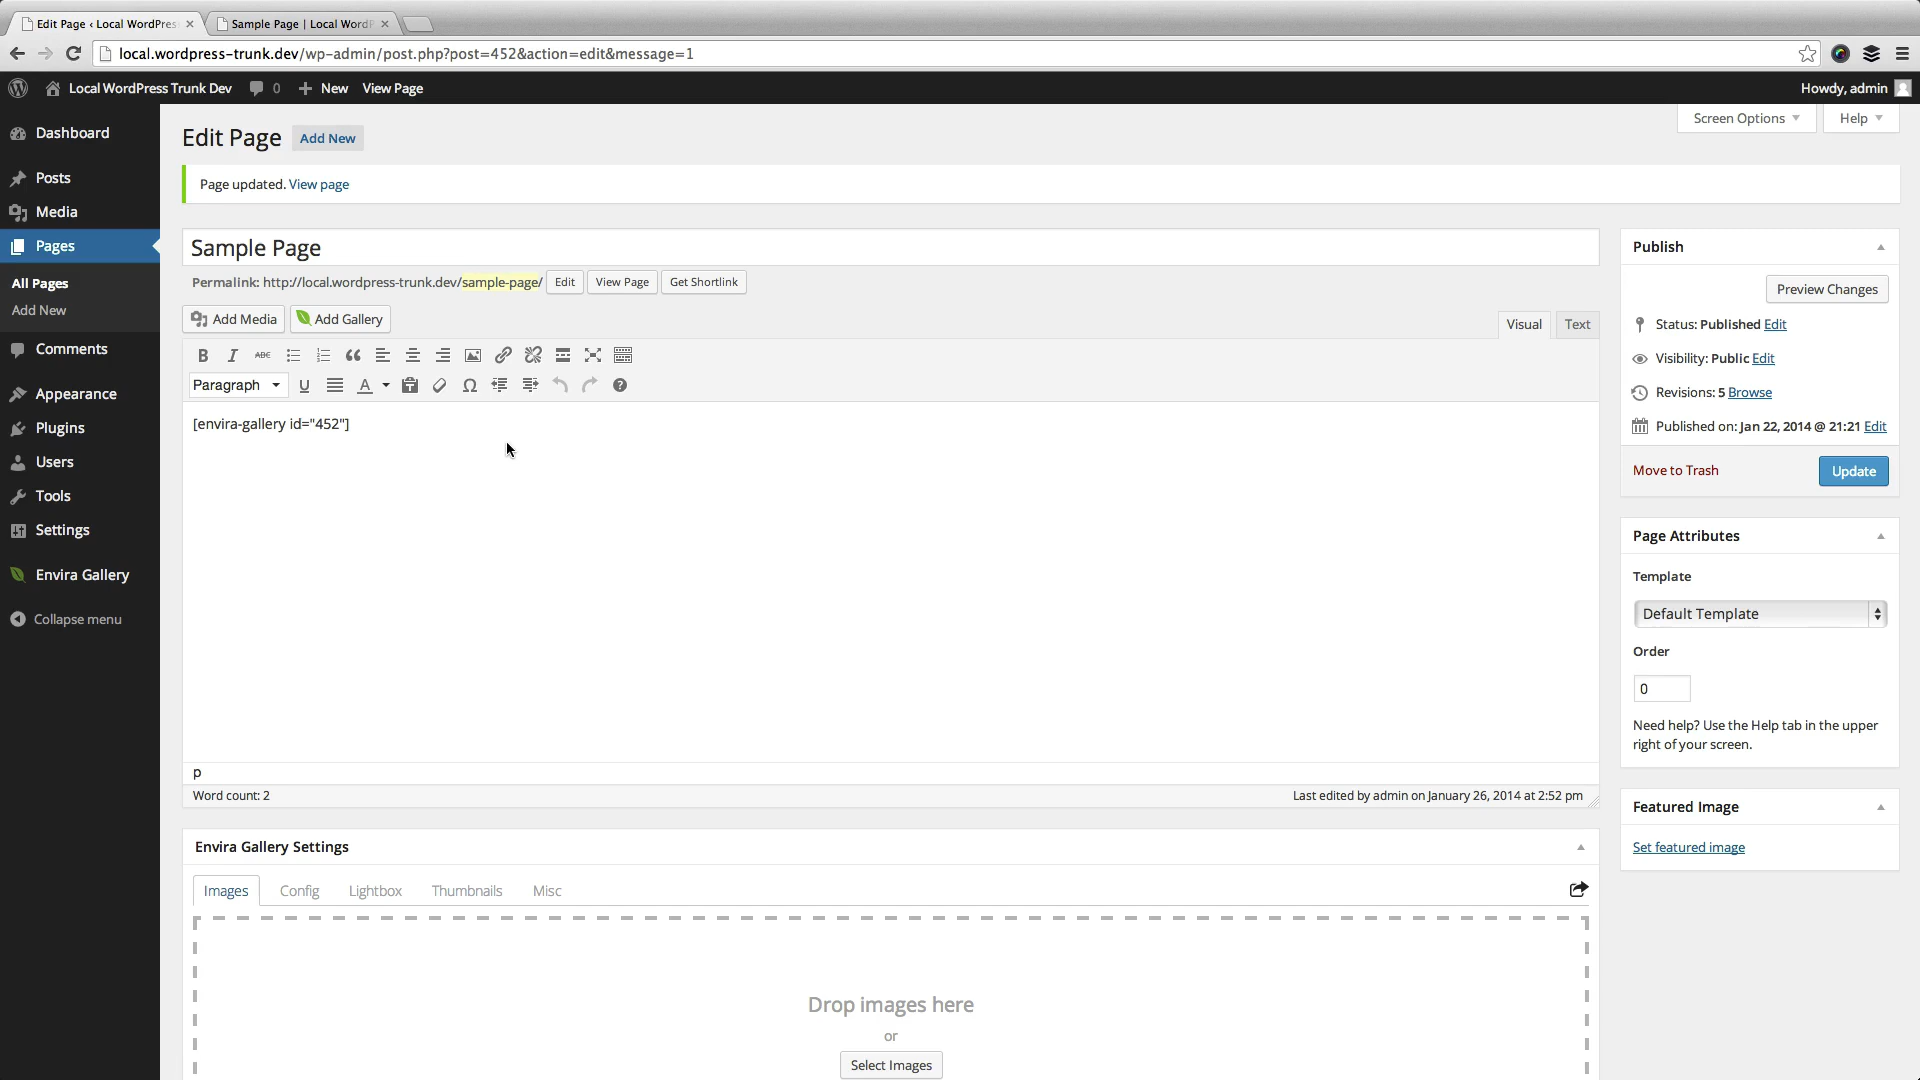 Edit Page ‹ Local WordPres
Sample Page | Local WordP
local.wordpress-trunk.dev/wp-admin/post.php?post=452&action=edit&message=1
Local WordPress Trunk Dev
0
New
View Page
Howdy, admin
Dashboard
Posts
Media
Pages
All Pages
Add New
Comments
Appearance
Plugins
Users
Tools
Settings
Envira Gallery
Collapse menu
Screen Options
Help
Edit Page
Add New
Page updated. View page
Sample Page
Permalink: http://local.wordpress-trunk.dev/sample-page/
Edit
View Page
Get Shortlink
Add Media
Add Gallery
Visual
Text
B I ABC
Paragraph
U
A
Ω
[envira-gallery id="452"]
p
Word count: 2
Last edited by admin on January 26, 2014 at 2:52 pm
Envira Gallery Settings
Images
Config
Lightbox
Thumbnails
Misc
Drop images here
or
Select Images
Publish
Preview Changes
Status: Published Edit
Visibility: Public Edit
Revisions: 5 Browse
Published on: Jan 22, 2014 @ 21:21 Edit
Move to Trash
Update
Page Attributes
Template
Default Template
Order
0
Need help? Use the Help tab in the upper
right of your screen.
Featured Image
Set featured image